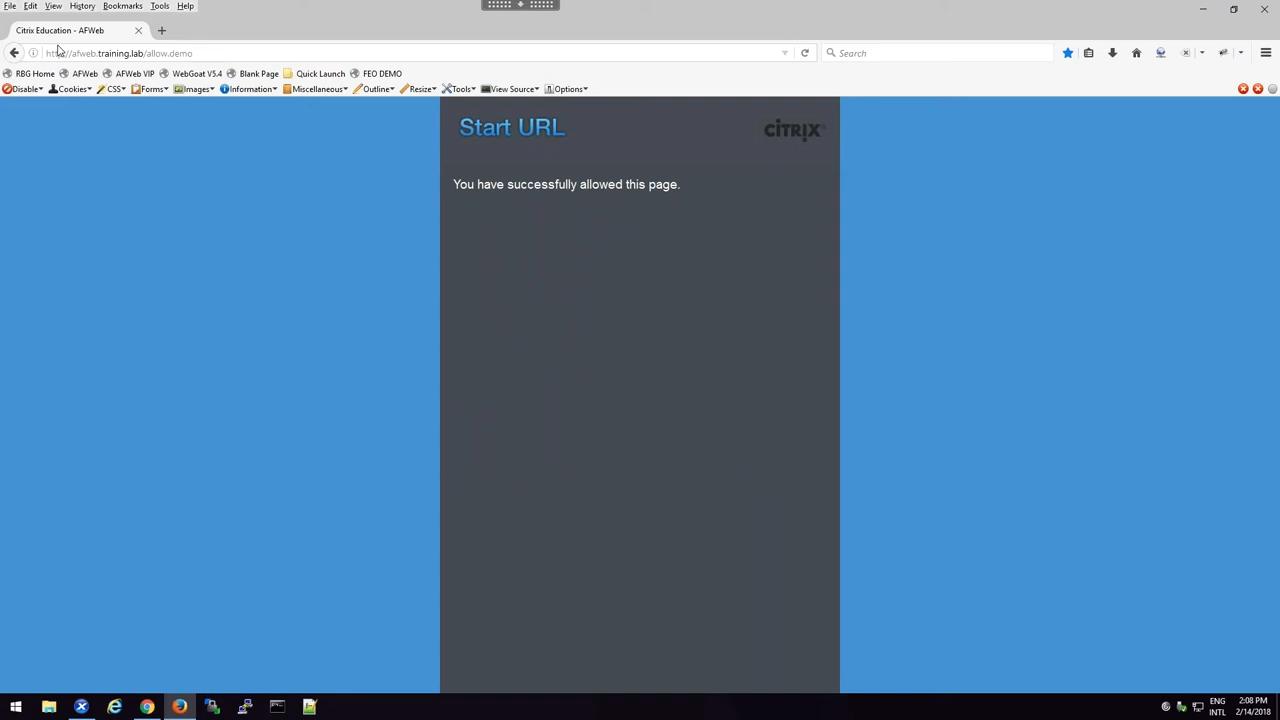 File Edit View History Bookmarks Tools Help
Citrix Education - AFWeb
http://afweb.training.lab/allow.demo
Search
RBG Home AFWeb AFWeb VIP WebGoat V5.4 Blank Page Quick Launch FEO DEMO
Disable Cookies CSS Forms Images Information Miscellaneous Outline Resize Tools View Source Options
Start URL
CITRIX
You have successfully allowed this page.
ENG
INTL
2:08 PM
2/14/2018